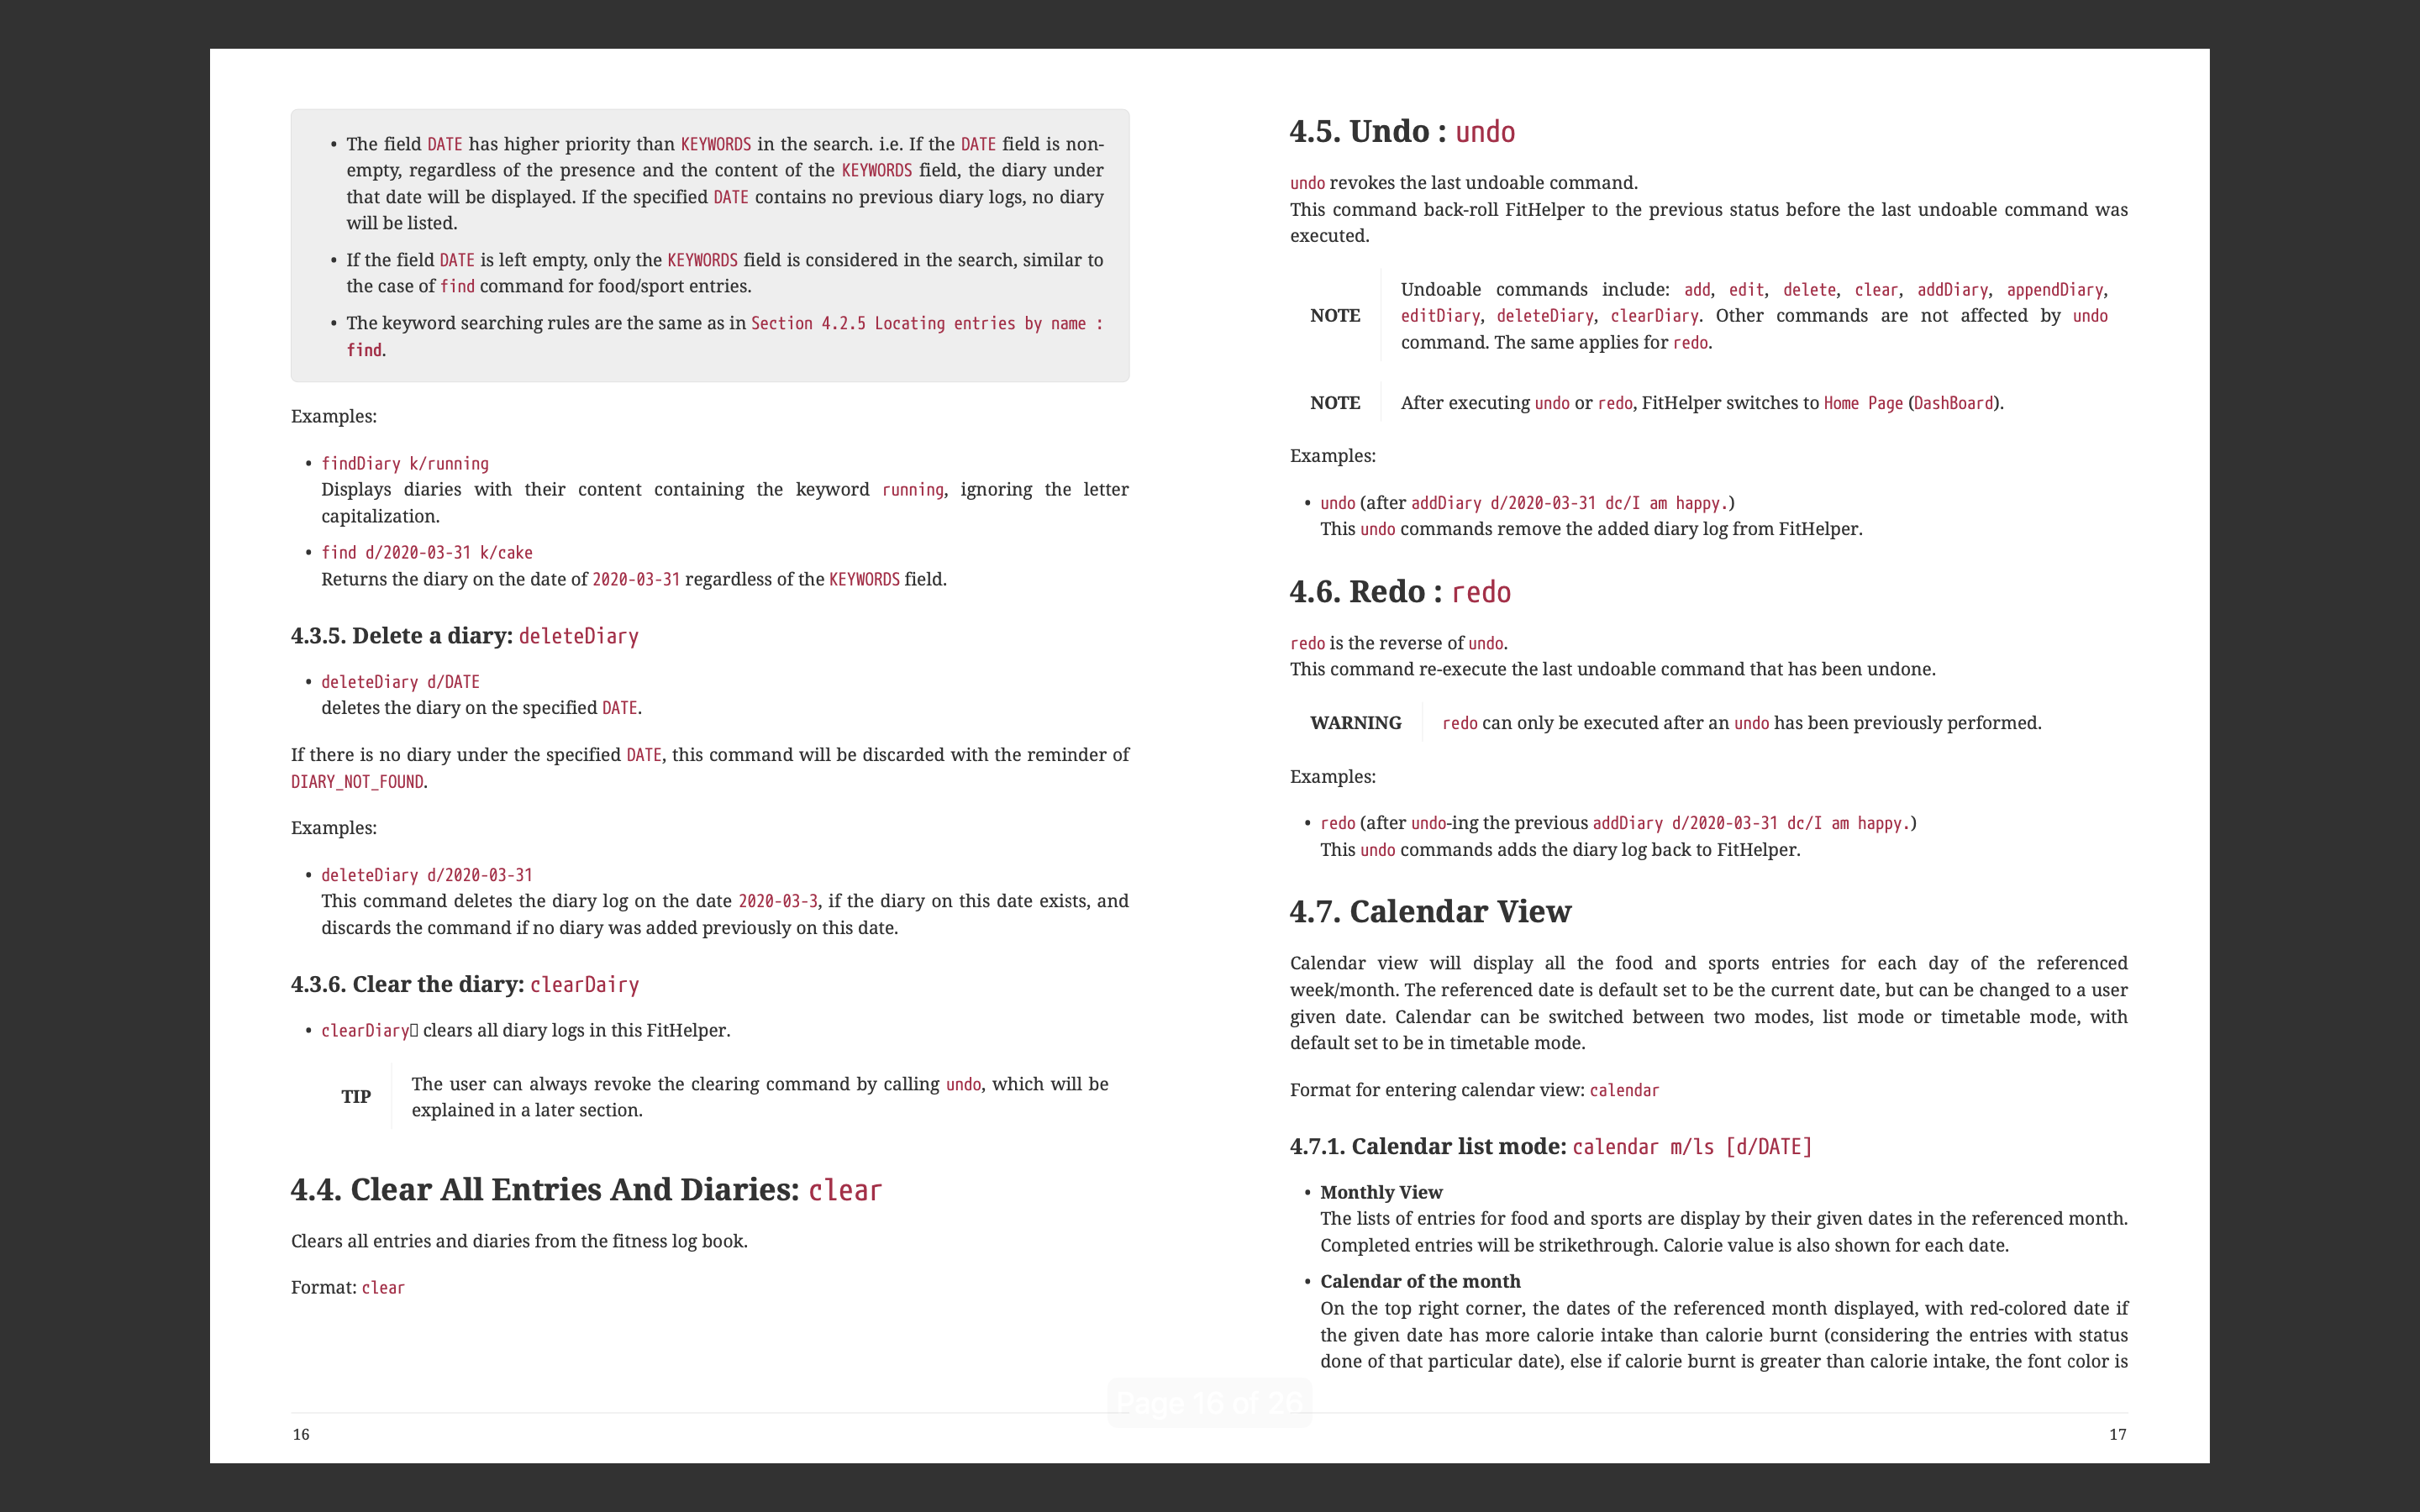 • The field DATE has higher priority than KEYWORDS in the search. i.e. If the DATE field is non-
empty, regardless of the presence and the content of the KEYWORDS field, the diary under
that date will be displayed. If the specified DATE contains no previous diary logs, no diary
will be listed.
• If the field DATE is left empty, only the KEYWORDS field is considered in the search, similar to
the case of find command for food/sport entries.
• The keyword searching rules are the same as in Section 4.2.5 Locating entries by name :
find.
Examples:
• findDiary k/running
Displays diaries with their content containing the keyword running, ignoring the letter
capitalization.
• find d/2020-03-31 k/cake
Returns the diary on the date of 2020-03-31 regardless of the KEYWORDS field.
4.3.5. Delete a diary: deleteDiary
• deleteDiary d/DATE
deletes the diary on the specified DATE.
If there is no diary under the specified DATE, this command will be discarded with the reminder of
DIARY_NOT_FOUND.
Examples:
• deleteDiary d/2020-03-31
This command deletes the diary log on the date 2020-03-3, if the diary on this date exists, and
discards the command if no diary was added previously on this date.
4.3.6. Clear the diary: clearDairy
• clearDiary▯ clears all diary logs in this FitHelper.
TIP The user can always revoke the clearing command by calling undo, which will be
explained in a later section.
4.4. Clear All Entries And Diaries: clear
Clears all entries and diaries from the fitness log book.
Format: clear
16
4.5. Undo : undo
undo revokes the last undoable command.
This command back-roll FitHelper to the previous status before the last undoable command was
executed.
Undoable commands include: add, edit, delete, clear, addDiary, appendDiary,
NOTE editDiary, deleteDiary, clearDiary. Other commands are not affected by undo
command. The same applies for redo.
NOTE After executing undo or redo, FitHelper switches to Home Page (DashBoard).
Examples:
• undo (after addDiary d/2020-03-31 dc/I am happy.)
This undo commands remove the added diary log from FitHelper.
4.6. Redo : redo
redo is the reverse of undo.
This command re-execute the last undoable command that has been undone.
WARNING redo can only be executed after an undo has been previously performed.
Examples:
• redo (after undo-ing the previous addDiary d/2020-03-31 dc/I am happy.)
This undo commands adds the diary log back to FitHelper.
4.7. Calendar View
Calendar view will display all the food and sports entries for each day of the referenced
week/month. The referenced date is default set to be the current date, but can be changed to a user
given date. Calendar can be switched between two modes, list mode or timetable mode, with
default set to be in timetable mode.
Format for entering calendar view: calendar
4.7.1. Calendar list mode: calendar m/ls [d/DATE]
• Monthly View
The lists of entries for food and sports are display by their given dates in the referenced month.
Completed entries will be strikethrough. Calorie value is also shown for each date.
• Calendar of the month
On the top right corner, the dates of the referenced month displayed, with red-colored date if
the given date has more calorie intake than calorie burnt (considering the entries with status
done of that particular date), else if calorie burnt is greater than calorie intake, the font color is
17
Page 16 of 26